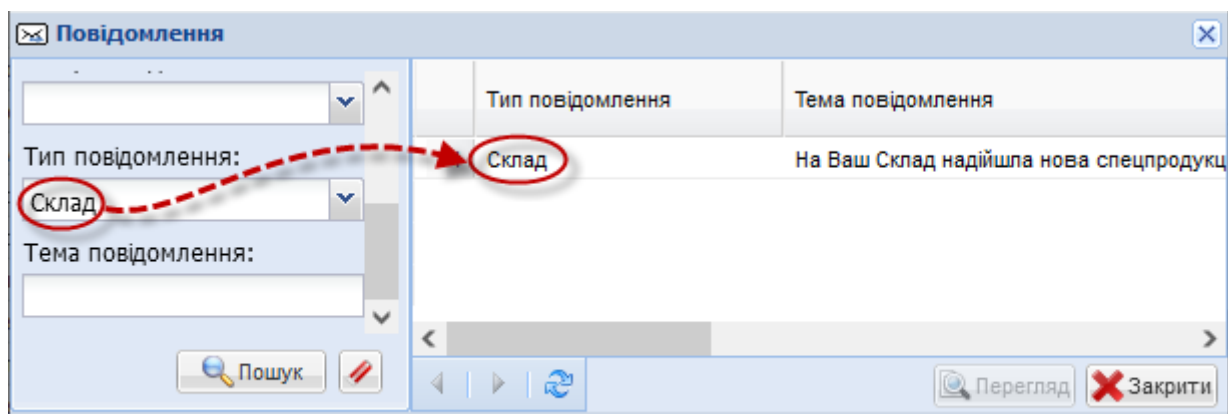 Повідомлення
Тип повідомлення:
Склад
Тема повідомлення:
Пошук
Тип повідомлення Тема повідомлення
Склад На Ваш Склад надійшла нова спецпродукц
Перегляд Закрити